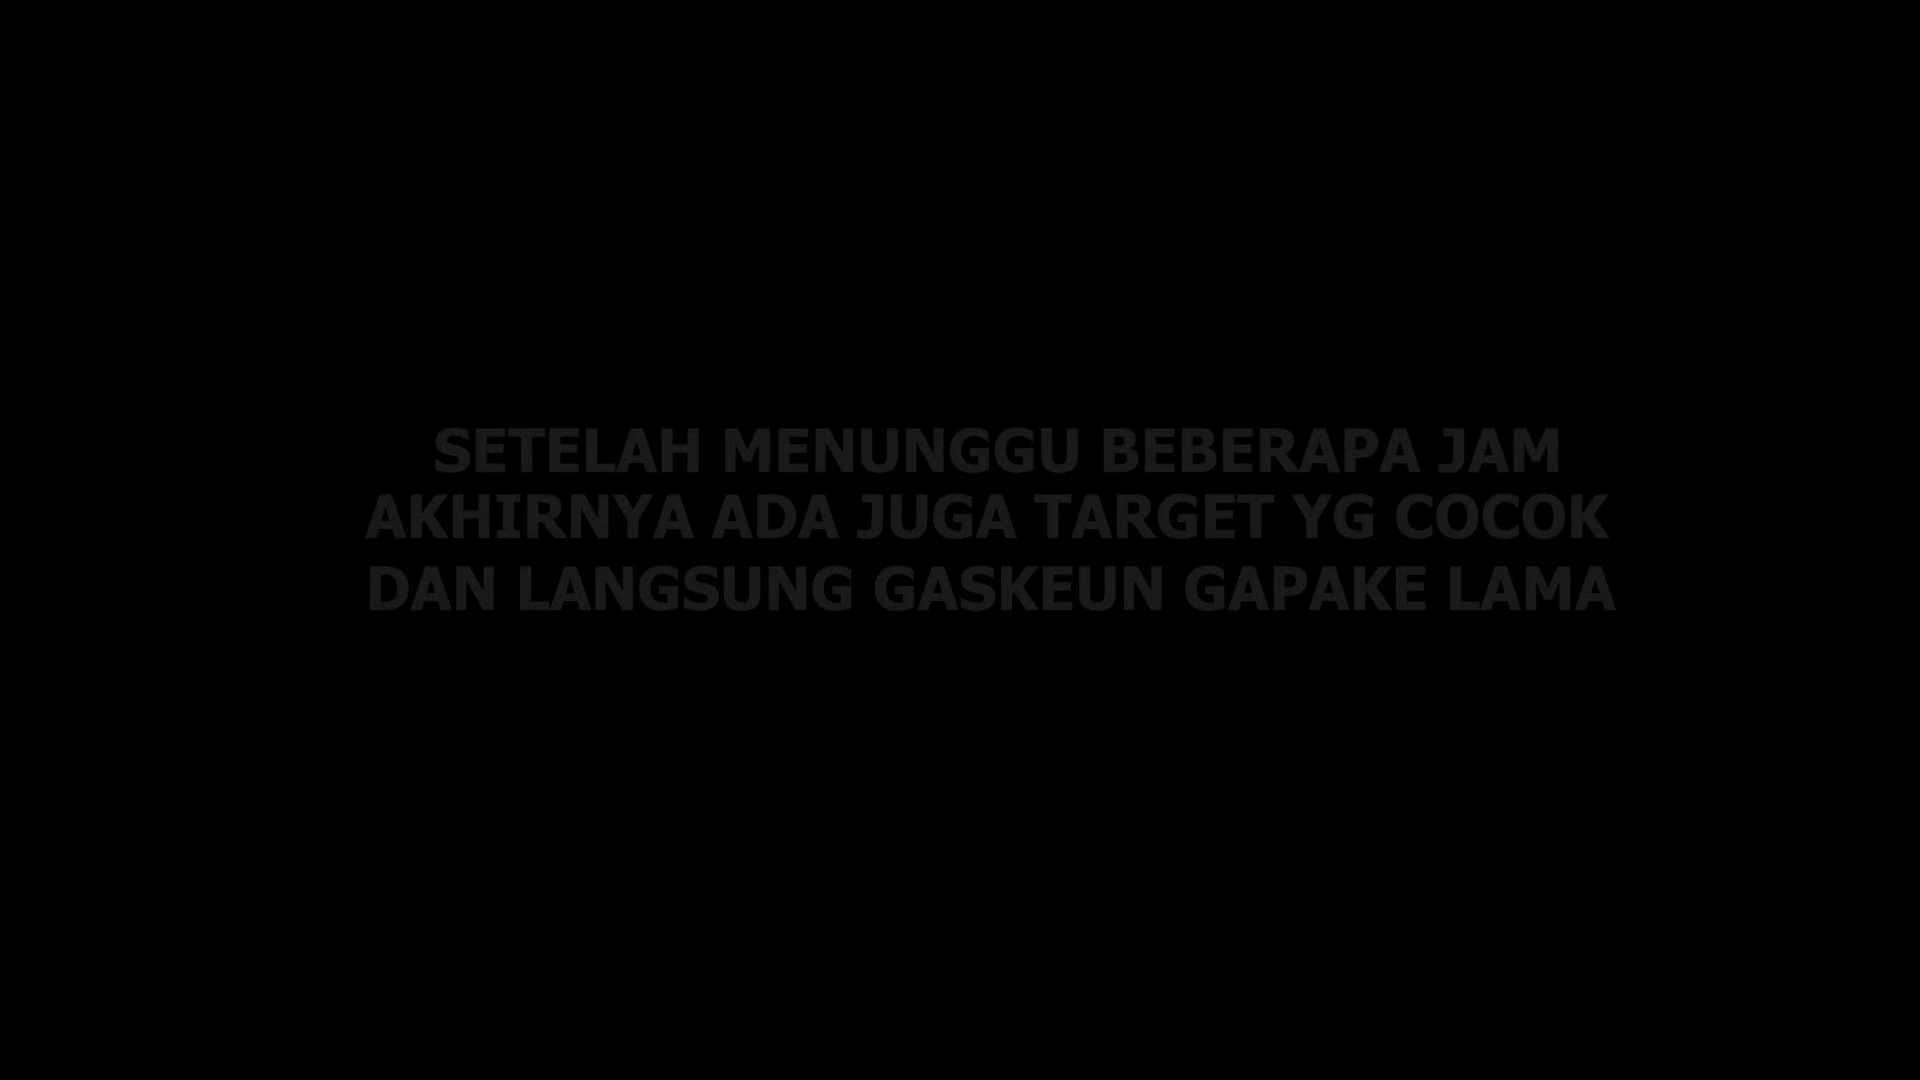 SETELAH MENUNGGU BEBERAPA JAM
AKHIRNYA ADA JUGA TARGET YG COCOK
DAN LANGSUNG GASKEUN GAPAKE LAMA